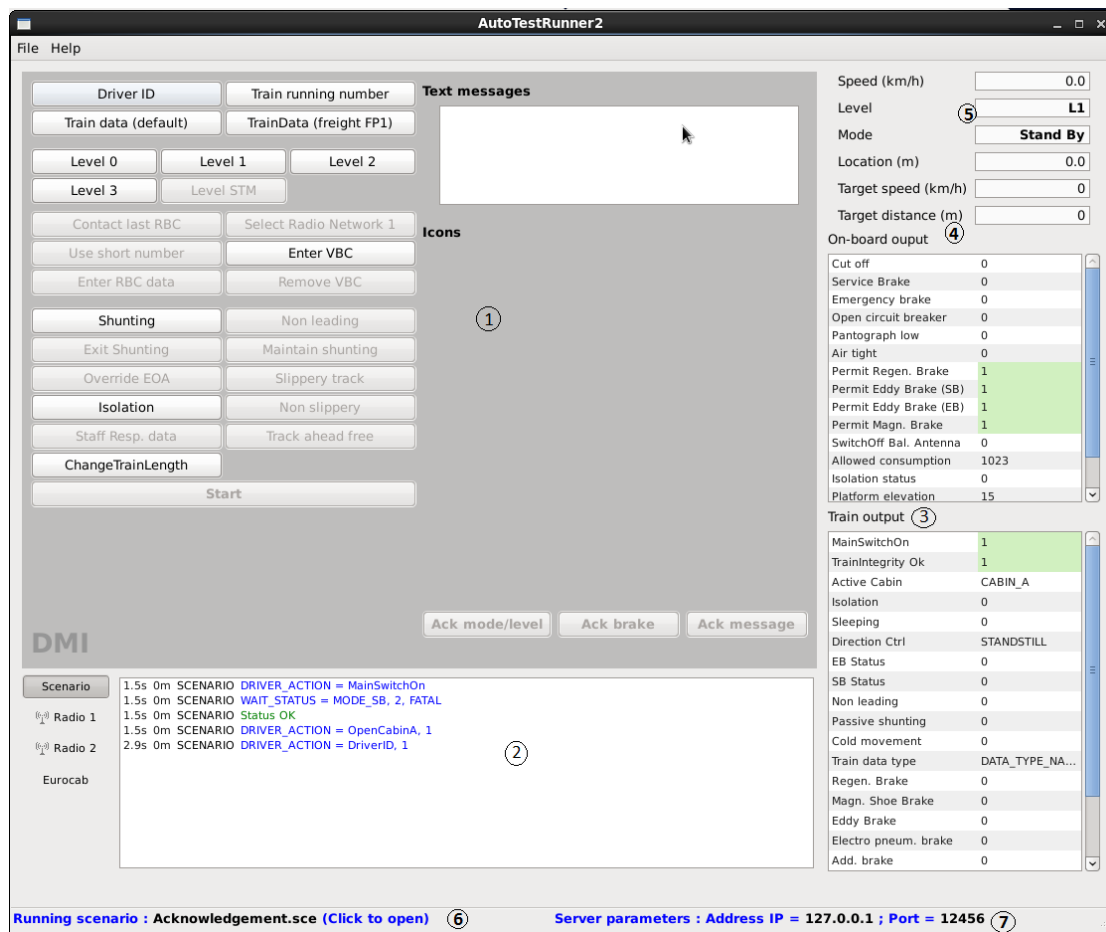 AutoTestRunner2
File Help
Driver ID Train running number
Train data (default) TrainData (freight FP1)
Level 0 Level 1 Level 2
Level 3 Level STM
Contact last RBC Select Radio Network 1
Use short number Enter VBC
Enter RBC data Remove VBC
Shunting Non leading
Exit Shunting Maintain shunting
Override EOA Slippery track
Isolation Non slippery
Staff Resp. data Track ahead free
ChangeTrainLength
Start
DMI
Text messages
Icons
1
Ack mode/level Ack brake Ack message
Speed (km/h) 0.0
Level 5 L1
Mode Stand By
Location (m) 0.0
Target speed (km/h) 0
Target distance (m) 0
On-board ouput 4
Cut off 0
Service Brake 0
Emergency brake 0
Open circuit breaker 0
Pantograph low 0
Air tight 0
Permit Regen. Brake 1
Permit Eddy Brake (SB) 1
Permit Eddy Brake (EB) 1
Permit Magn. Brake 1
SwitchOff Bal. Antenna 0
Allowed consumption 1023
Isolation status 0
Platform elevation 15
Train output 3
MainSwitchOn 1
TrainIntegrity Ok 1
Active Cabin CABIN_A
Isolation 0
Sleeping 0
Direction Ctrl STANDSTILL
EB Status 0
SB Status 0
Non leading 0
Passive shunting 0
Cold movement 0
Train data type DATA_TYPE_NA...
Regen. Brake 0
Magn. Shoe Brake 0
Eddy Brake 0
Electro pneum. brake 0
Add. brake 0
Scenario
Radio 1
Radio 2
Eurocab
1.5s 0m SCENARIO DRIVER_ACTION = MainSwitchOn
1.5s 0m SCENARIO WAIT_STATUS = MODE_SB, 2, FATAL
1.5s 0m SCENARIO Status OK
1.5s 0m SCENARIO DRIVER_ACTION = OpenCabinA, 1
2.9s 0m SCENARIO DRIVER_ACTION = DriverID, 1
2
Running scenario : Acknowledgement.sce (Click to open) 6
Server parameters : Address IP = 127.0.0.1 ; Port = 12456 7